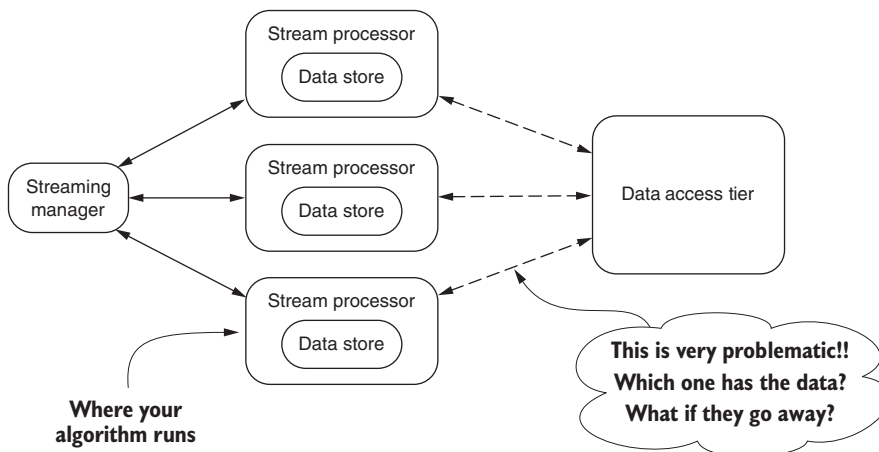 Stream processor
Data store
Streaming
manager
Stream processor
Data store
Data access tier
Stream processor
Data store
Where your
algorithm runs
This is very problematic!!
Which one has the data?
What if they go away?